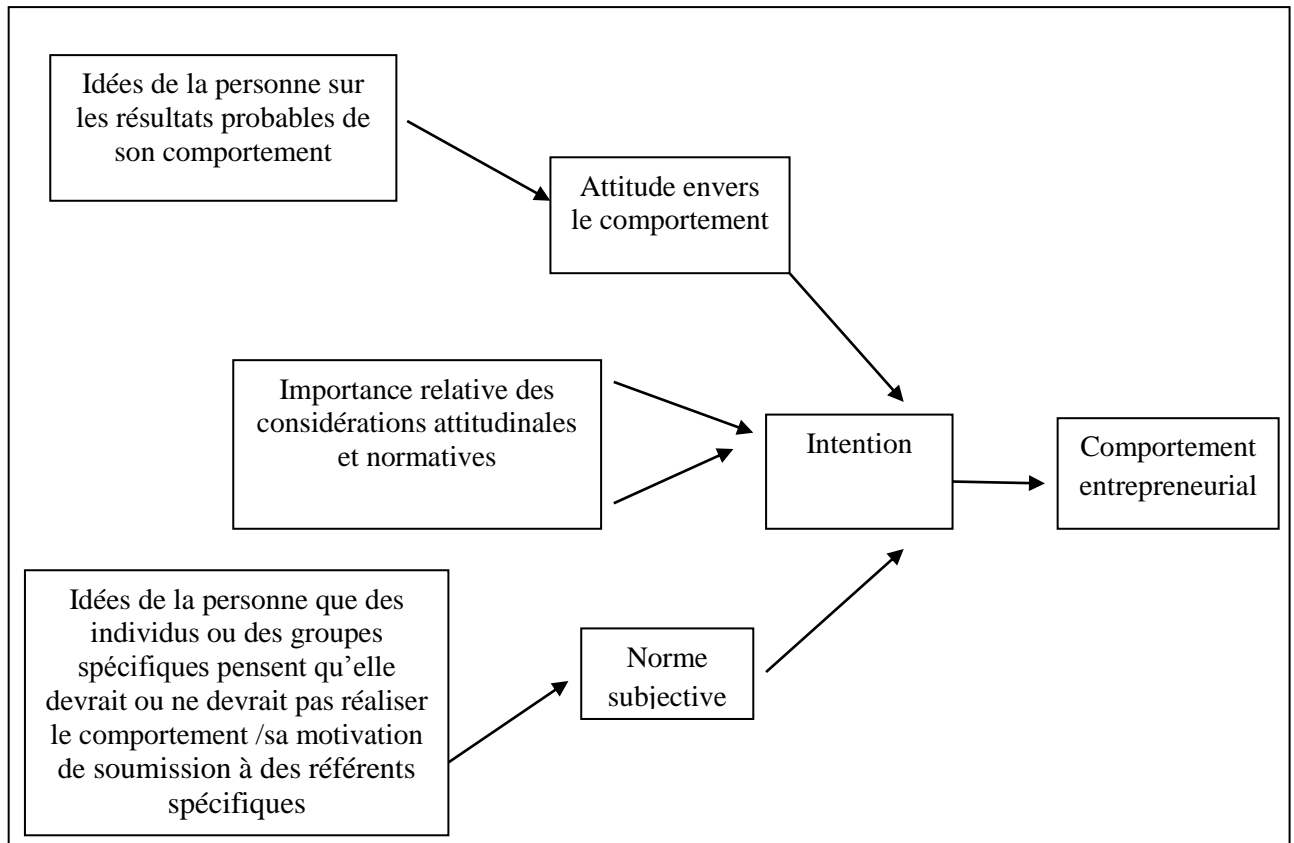 Idées de la personne sur
les résultats probables de
son comportement
Attitude envers
le comportement
Importance relative des
considérations attitudinales
et normatives
Intention
Comportement
entrepreneurial
Idées de la personne que des
individus ou des groupes
spécifiques pensent qu’elle
devrait ou ne devrait pas réaliser
le comportement /sa motivation
de soumission à des référents
spécifiques
Norme
subjective